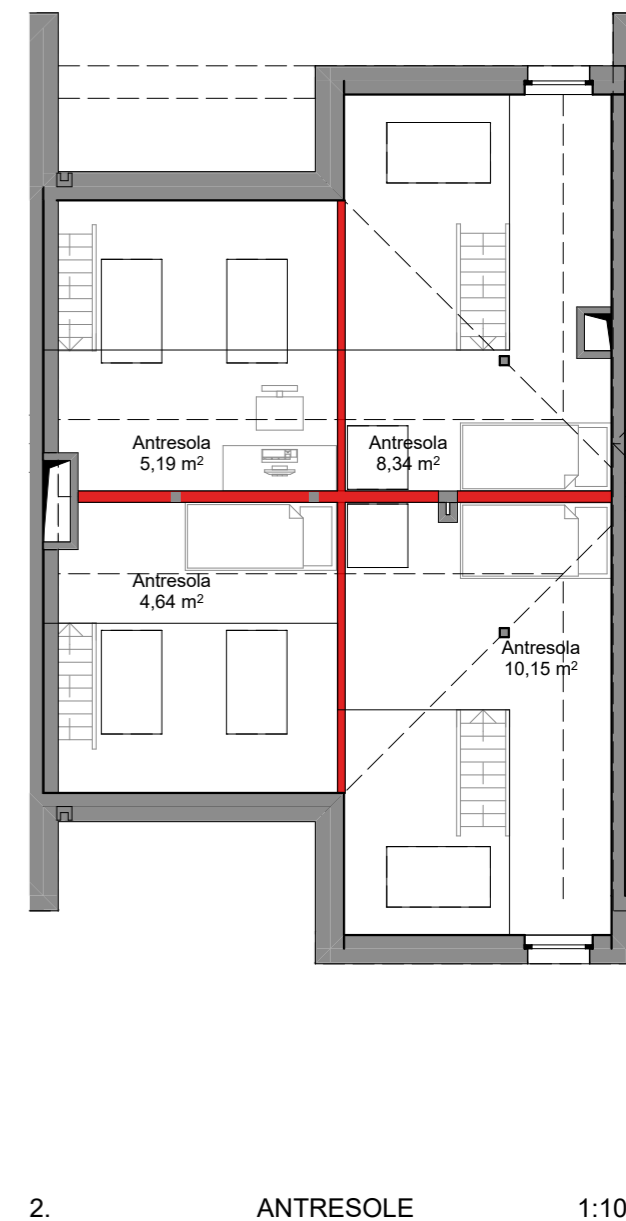 Antresola
5,19 m²
Antresola
8,34 m²
Antresola
4,64 m²
Antresola
10,15 m²
2. ANTRESOLE 1:10